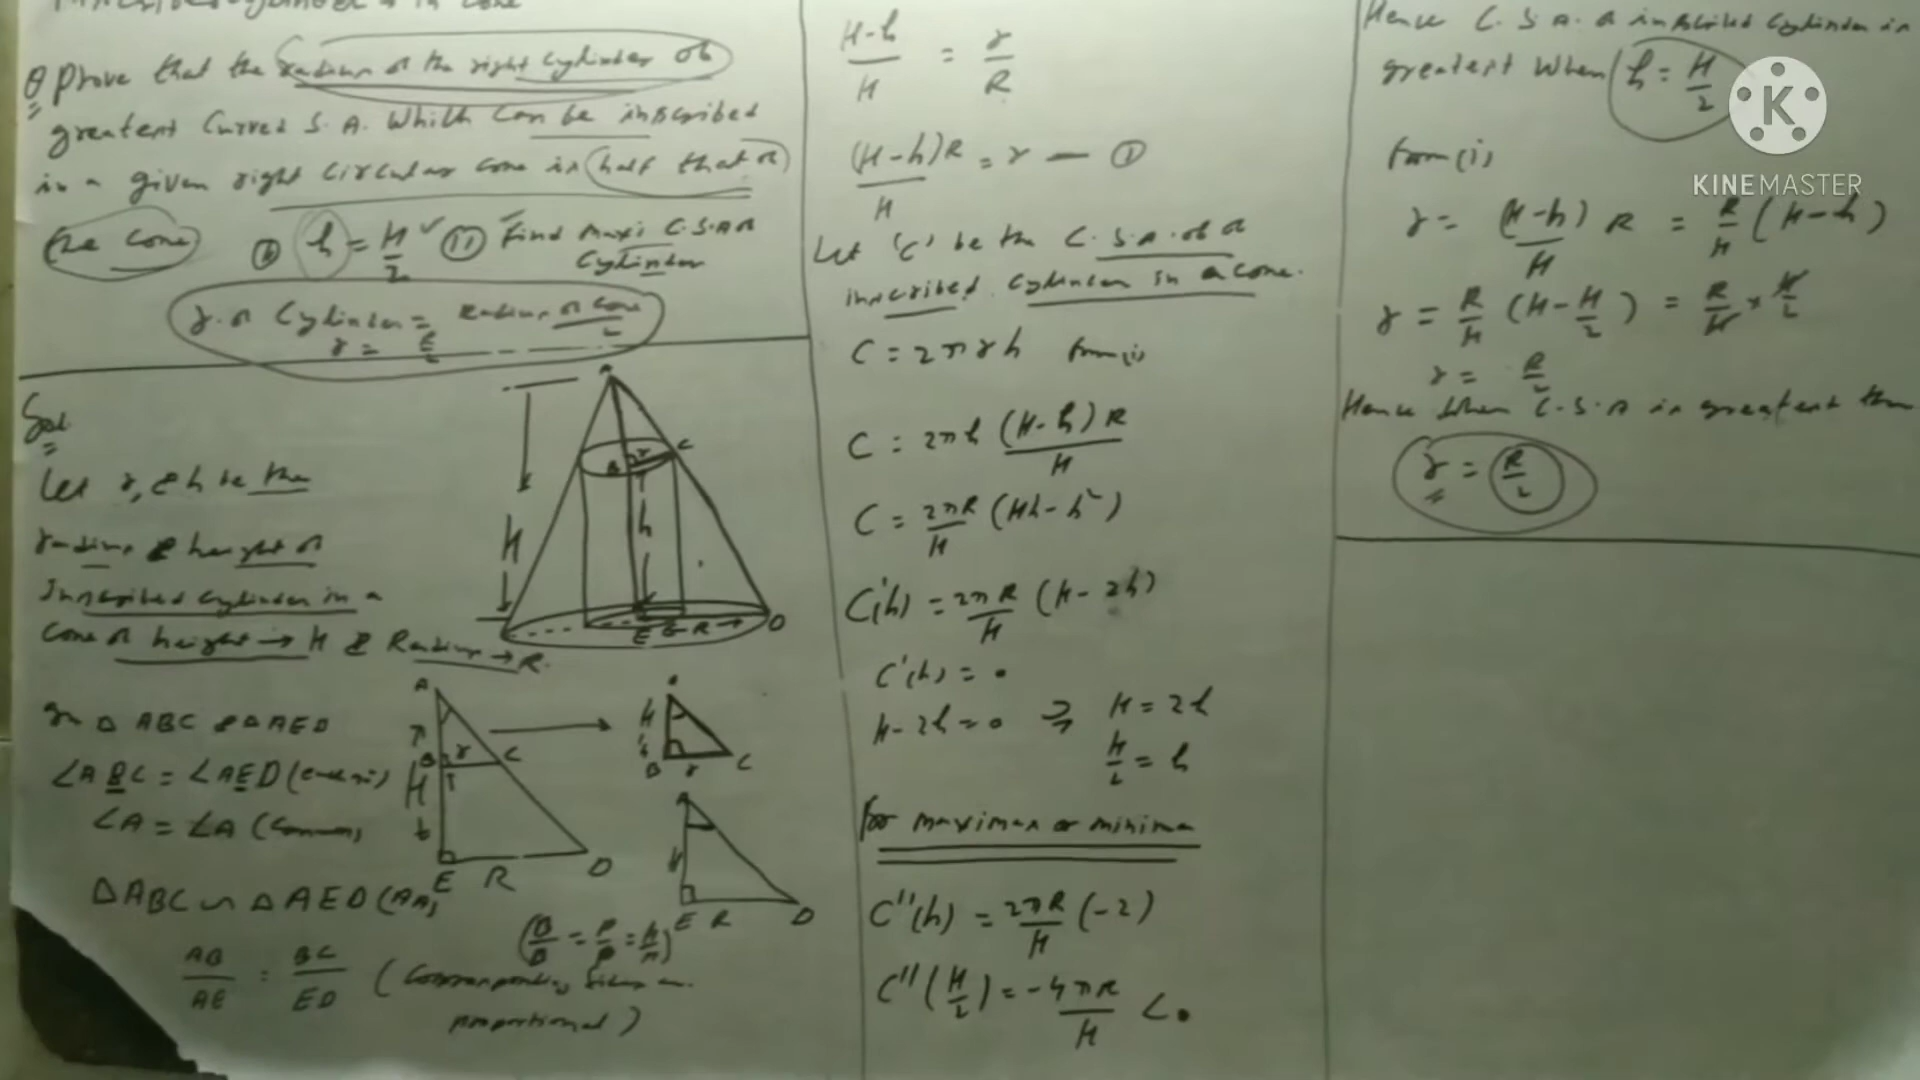 Q Prove that the radius of the right cylinder of
greatest Curved S.A. which can be inscribed
in a given right circular cone is half that of
the cone
h = H/2 (ii) Find maxi C.S.A of
Cylinder
r. of Cylinder = Radius of cone / 2
r = R/2
Sol
Let r, & h be the
radius & height of
Inscribed cylinder in a
cone of height → H & Radius → R.
A
C
B
r
H
h
E
R
D
In △ ABC & △ AED
∠ABC = ∠AED
∠A = ∠A (Common)
△ABC ~ △AED (AA)
AB/AE = BC/ED (Corresponding sides
proportional)
A
B
r
C
H
E
R
D
B
r
C
A
E
R
D
(H-h)/H = r/R
(H-h)R/H = r — (1)
Let 'C' be the C.S.A. of a
inscribed cylinder in a cone.
C = 2πrh from (i)
C = 2πh (H-h)R/H
C = 2πR/H (Hh-h²)
C'(h) = 2πR/H (H-2h)
C'(h) = 0
H-2h=0 ⇒ H = 2h
H/2 = h
for maximax or minima
C''(h) = 2πR/H (-2)
C''(H/2) = -4πR/H < 0
Hence C.S.A. of inscribed Cylinder is
greatest when h = H/2
from (i)
r = (H-h)/H R = R/H (H-h)
r = R/H (H-H/2) = R/H × H/2
r = R/2
Hence when C.S.A is greatest then
r = R/2
K
KINEMASTER